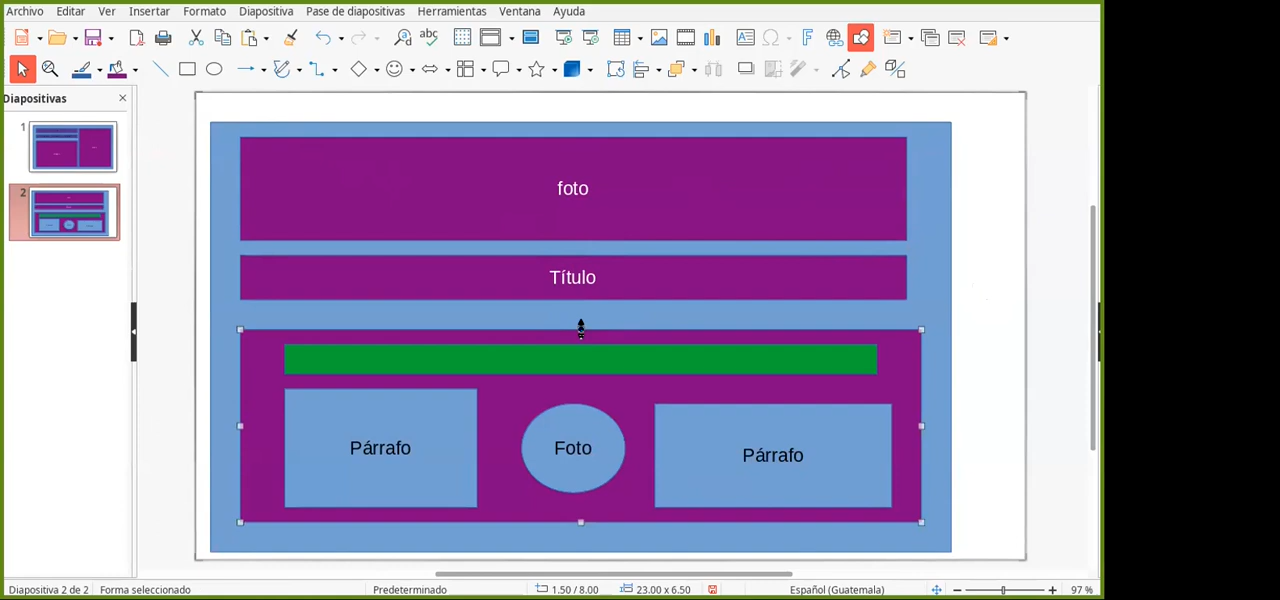 Archivo Editar Ver Insertar Formato Diapositiva Pase de diapositivas Herramientas Ventana Ayuda
abc
Diapositivas
1
2
foto
Título
Párrafo
Foto
Párrafo
Diapositiva 2 de 2 Forma seleccionado Predeterminado 1.50 / 8.00 23.00 x 6.50 Español (Guatemala) 97 %